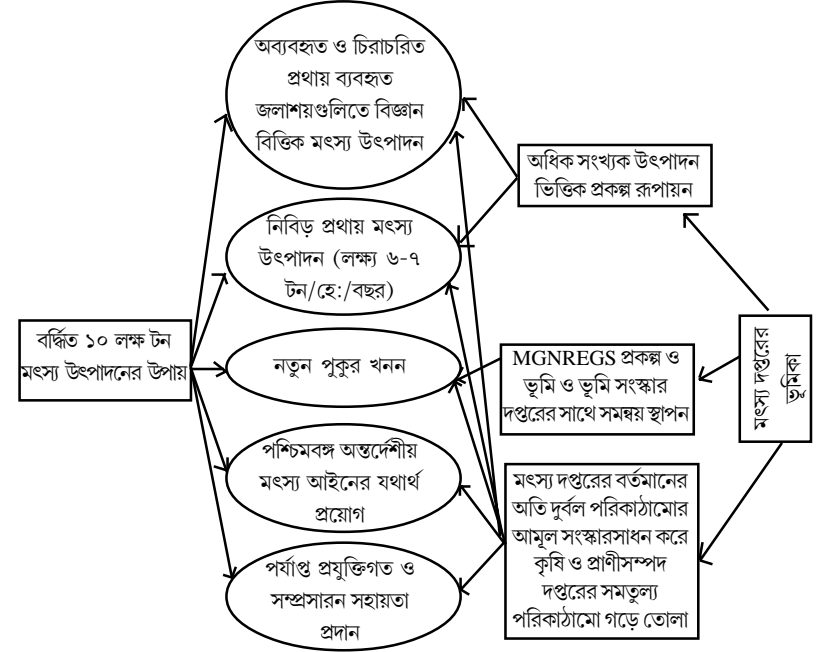 অব্যবহৃত ও চিরাচরিত
প্রথায় ব্যবহৃত
জলাশয়গুলিতে বিজ্ঞান
বিত্তিক মৎস্য উৎপাদন
নিবিড় প্রথায় মৎস্য
উৎপাদন (লক্ষ্য ৬-৭
টন/হে:/বছর)
বর্দ্ধিত ১০ লক্ষ টন
মৎস্য উৎপাদনের উপায়
নতুন পুকুর খনন
পশ্চিমবঙ্গ অন্তর্দেশীয়
মৎস্য আইনের যথার্থ
প্রয়োগ
পর্যাপ্ত প্রযুক্তিগত ও
সম্প্রসারন সহায়তা
প্রদান
অধিক সংখ্যক উৎপাদন
ভিত্তিক প্রকল্প রূপায়ন
MGNREGS প্রকল্প ও
ভূমি ও ভূমি সংস্কার
দপ্তরের সাথে সমন্বয় স্থাপন
মৎস্য দপ্তরের বর্তমানের
অতি দুর্বল পরিকাঠামোর
আমূল সংস্কারসাধন করে
কৃষি ও প্রাণীসম্পদ
দপ্তরের সমতুল্য
পরিকাঠামো গড়ে তোলা
মৎস্য দপ্তরের
ভূমিকা